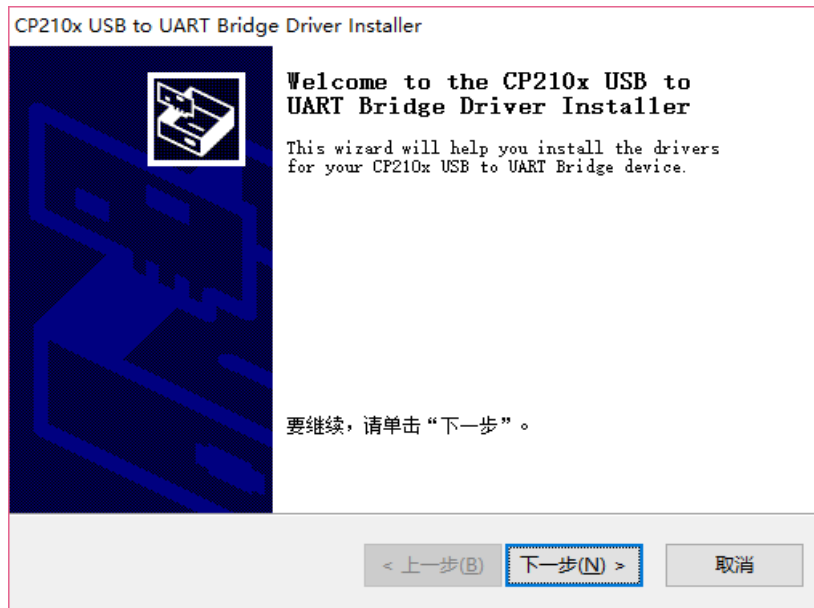 CP210x USB to UART Bridge Driver Installer
Welcome to the CP210x USB to
UART Bridge Driver Installer
This wizard will help you install the drivers
for your CP210x USB to UART Bridge device.
要继续，请单击“下一步”。
< 上一步(B)
下一步(N) >
取消